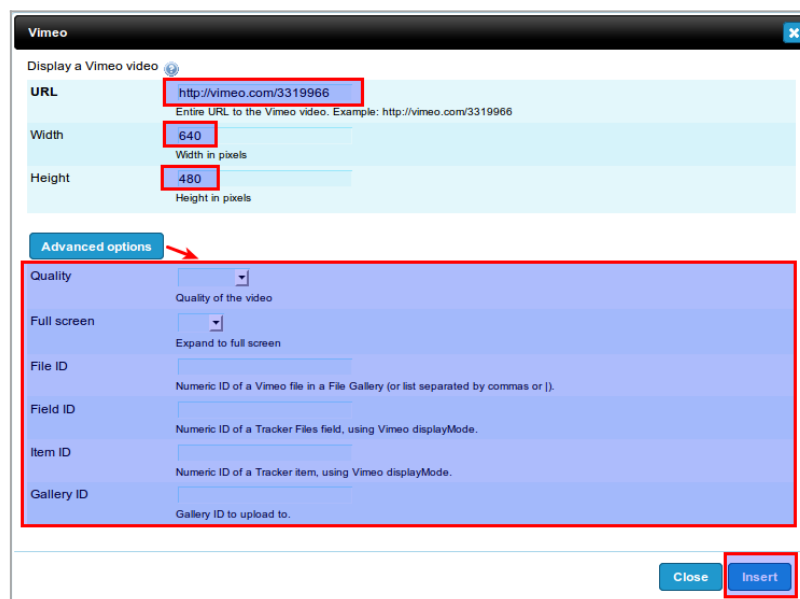 Vimeo
Display a Vimeo video
URL
http://vimeo.com/3319966
Entire URL to the Vimeo video. Example: http://vimeo.com/3319966
Width
640
Width in pixels
Height
480
Height in pixels
Advanced options
Quality
Quality of the video
Full screen
Expand to full screen
File ID
Numeric ID of a Vimeo file in a File Gallery (or list separated by commas or |).
Field ID
Numeric ID of a Tracker Files field, using Vimeo displayMode.
Item ID
Numeric ID of a Tracker item, using Vimeo displayMode.
Gallery ID
Gallery ID to upload to.
Close
Insert